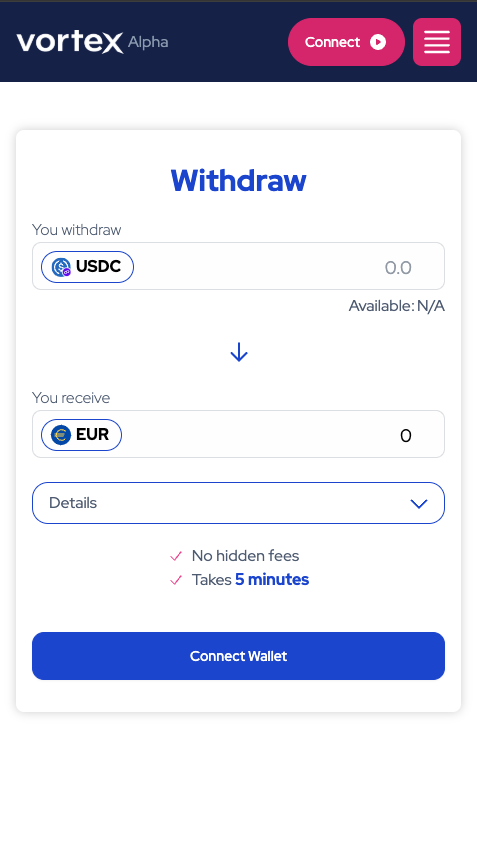 vortex Alpha
Connect
Withdraw
You withdraw
USDC 0.0
Available: N/A
You receive
EUR 0
Details
No hidden fees
Takes 5 minutes
Connect Wallet